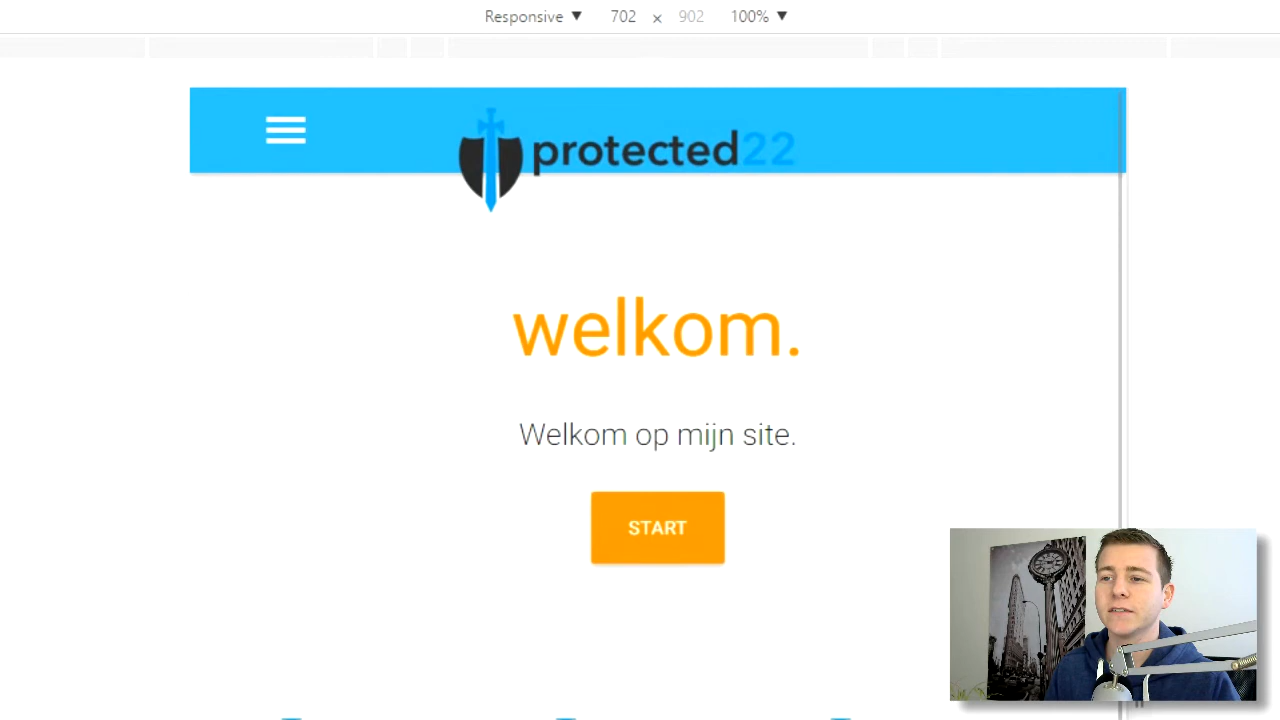 Responsive ▼ 702 x 902 100% ▼
protected22
welkom.
Welkom op mijn site.
START